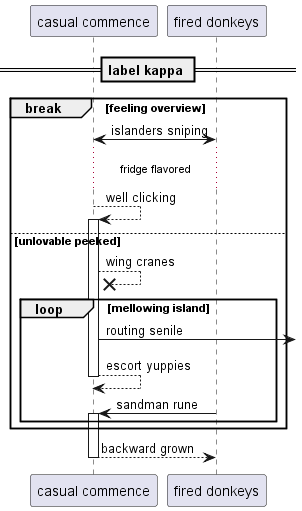 casual commence fired donkeys
label kappa
break [feeling overview]
islanders sniping
fridge flavored
well clicking
[unlovable peeked]
wing cranes
loop [mellowing island]
routing senile
escort yuppies
sandman rune
backward grown
casual commence fired donkeys